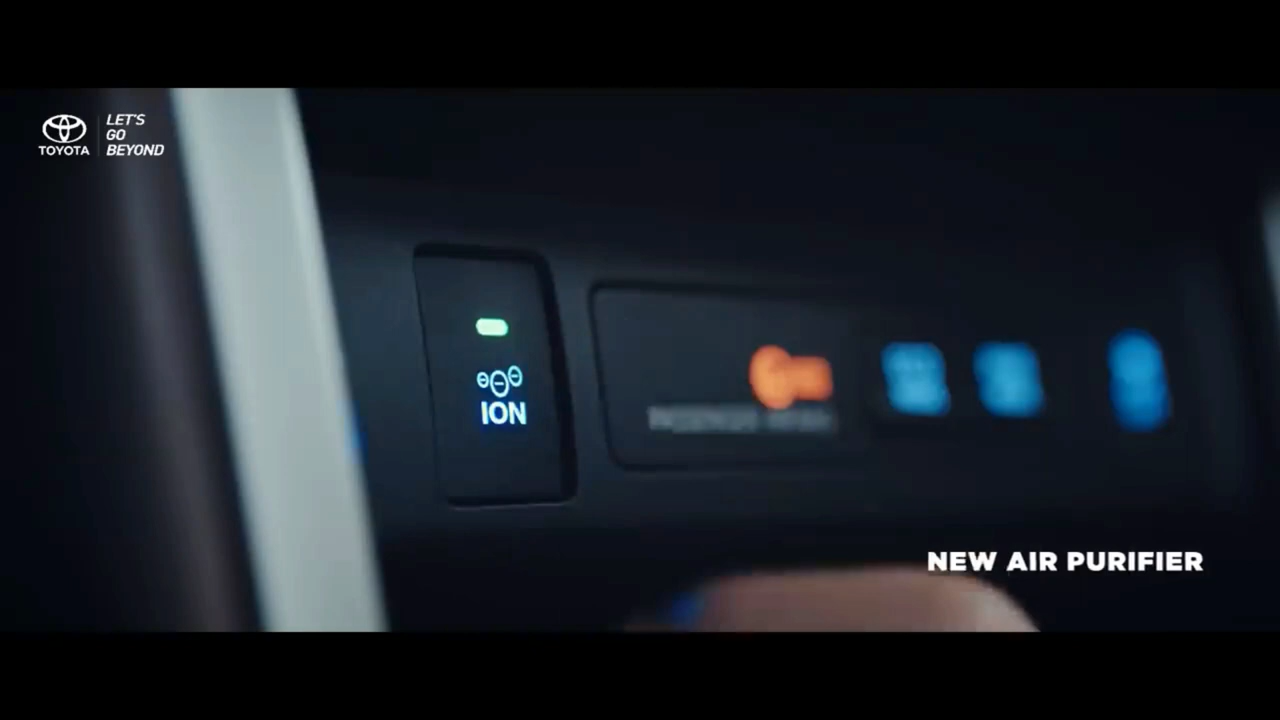 TOYOTA
LET'S
GO
BEYOND
ION
NEW AIR PURIFIER